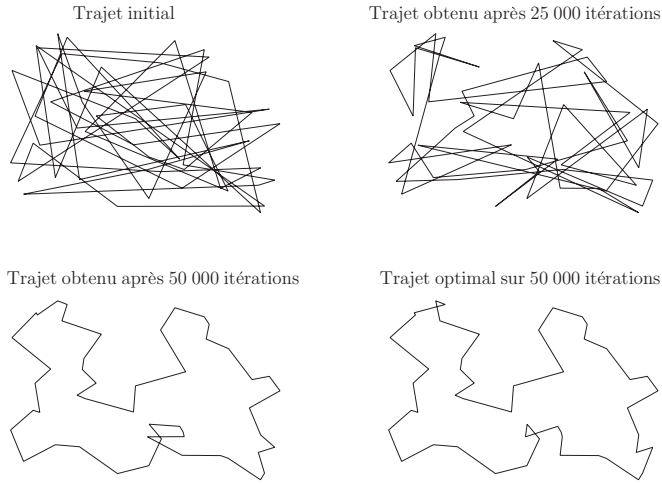 Trajet initial
Trajet obtenu après 25 000 itérations
Trajet obtenu après 50 000 itérations
Trajet optimal sur 50 000 itérations